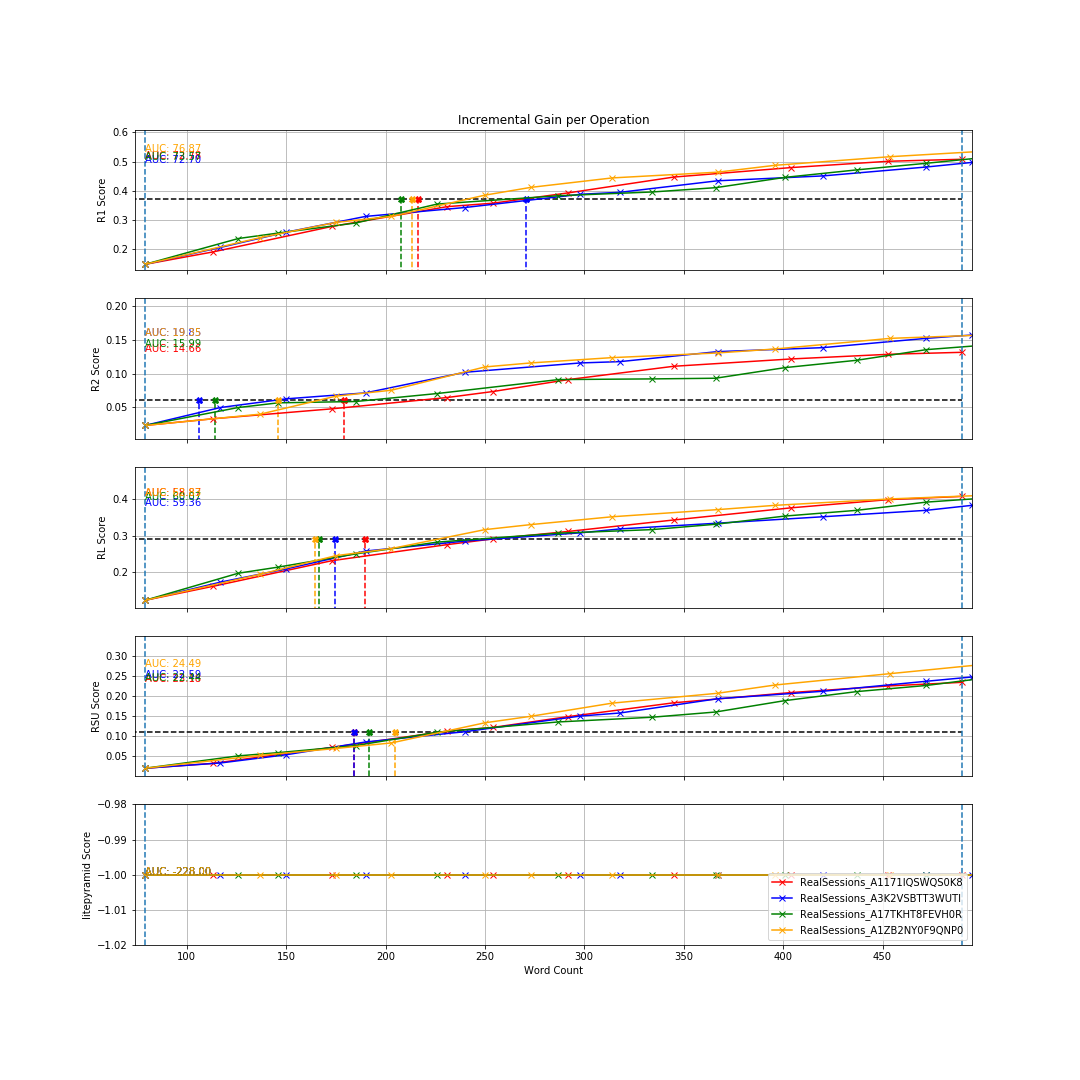 Incremental Gain per Operation
0.6
0.5
0.4
0.3
0.2
R1 Score
AUC: 76.87
AUC: 72.70
0.20
0.15
0.10
0.05
R2 Score
AUC: 19.85
AUC: 15.99
AUC: 14.66
0.4
0.3
0.2
RL Score
AUC: 59.36
0.30
0.25
0.20
0.15
0.10
0.05
RSU Score
AUC: 24.49
−0.98
−0.99
−1.00
−1.01
−1.02
litepyramid Score
AUC: -228.00
RealSessions_A1171IQSWQS0K8
RealSessions_A3K2VSBTT3WUTI
RealSessions_A17TKHT8FEVH0R
RealSessions_A1ZB2NY0F9QNP0
100
150
200
250
300
350
400
450
Word Count